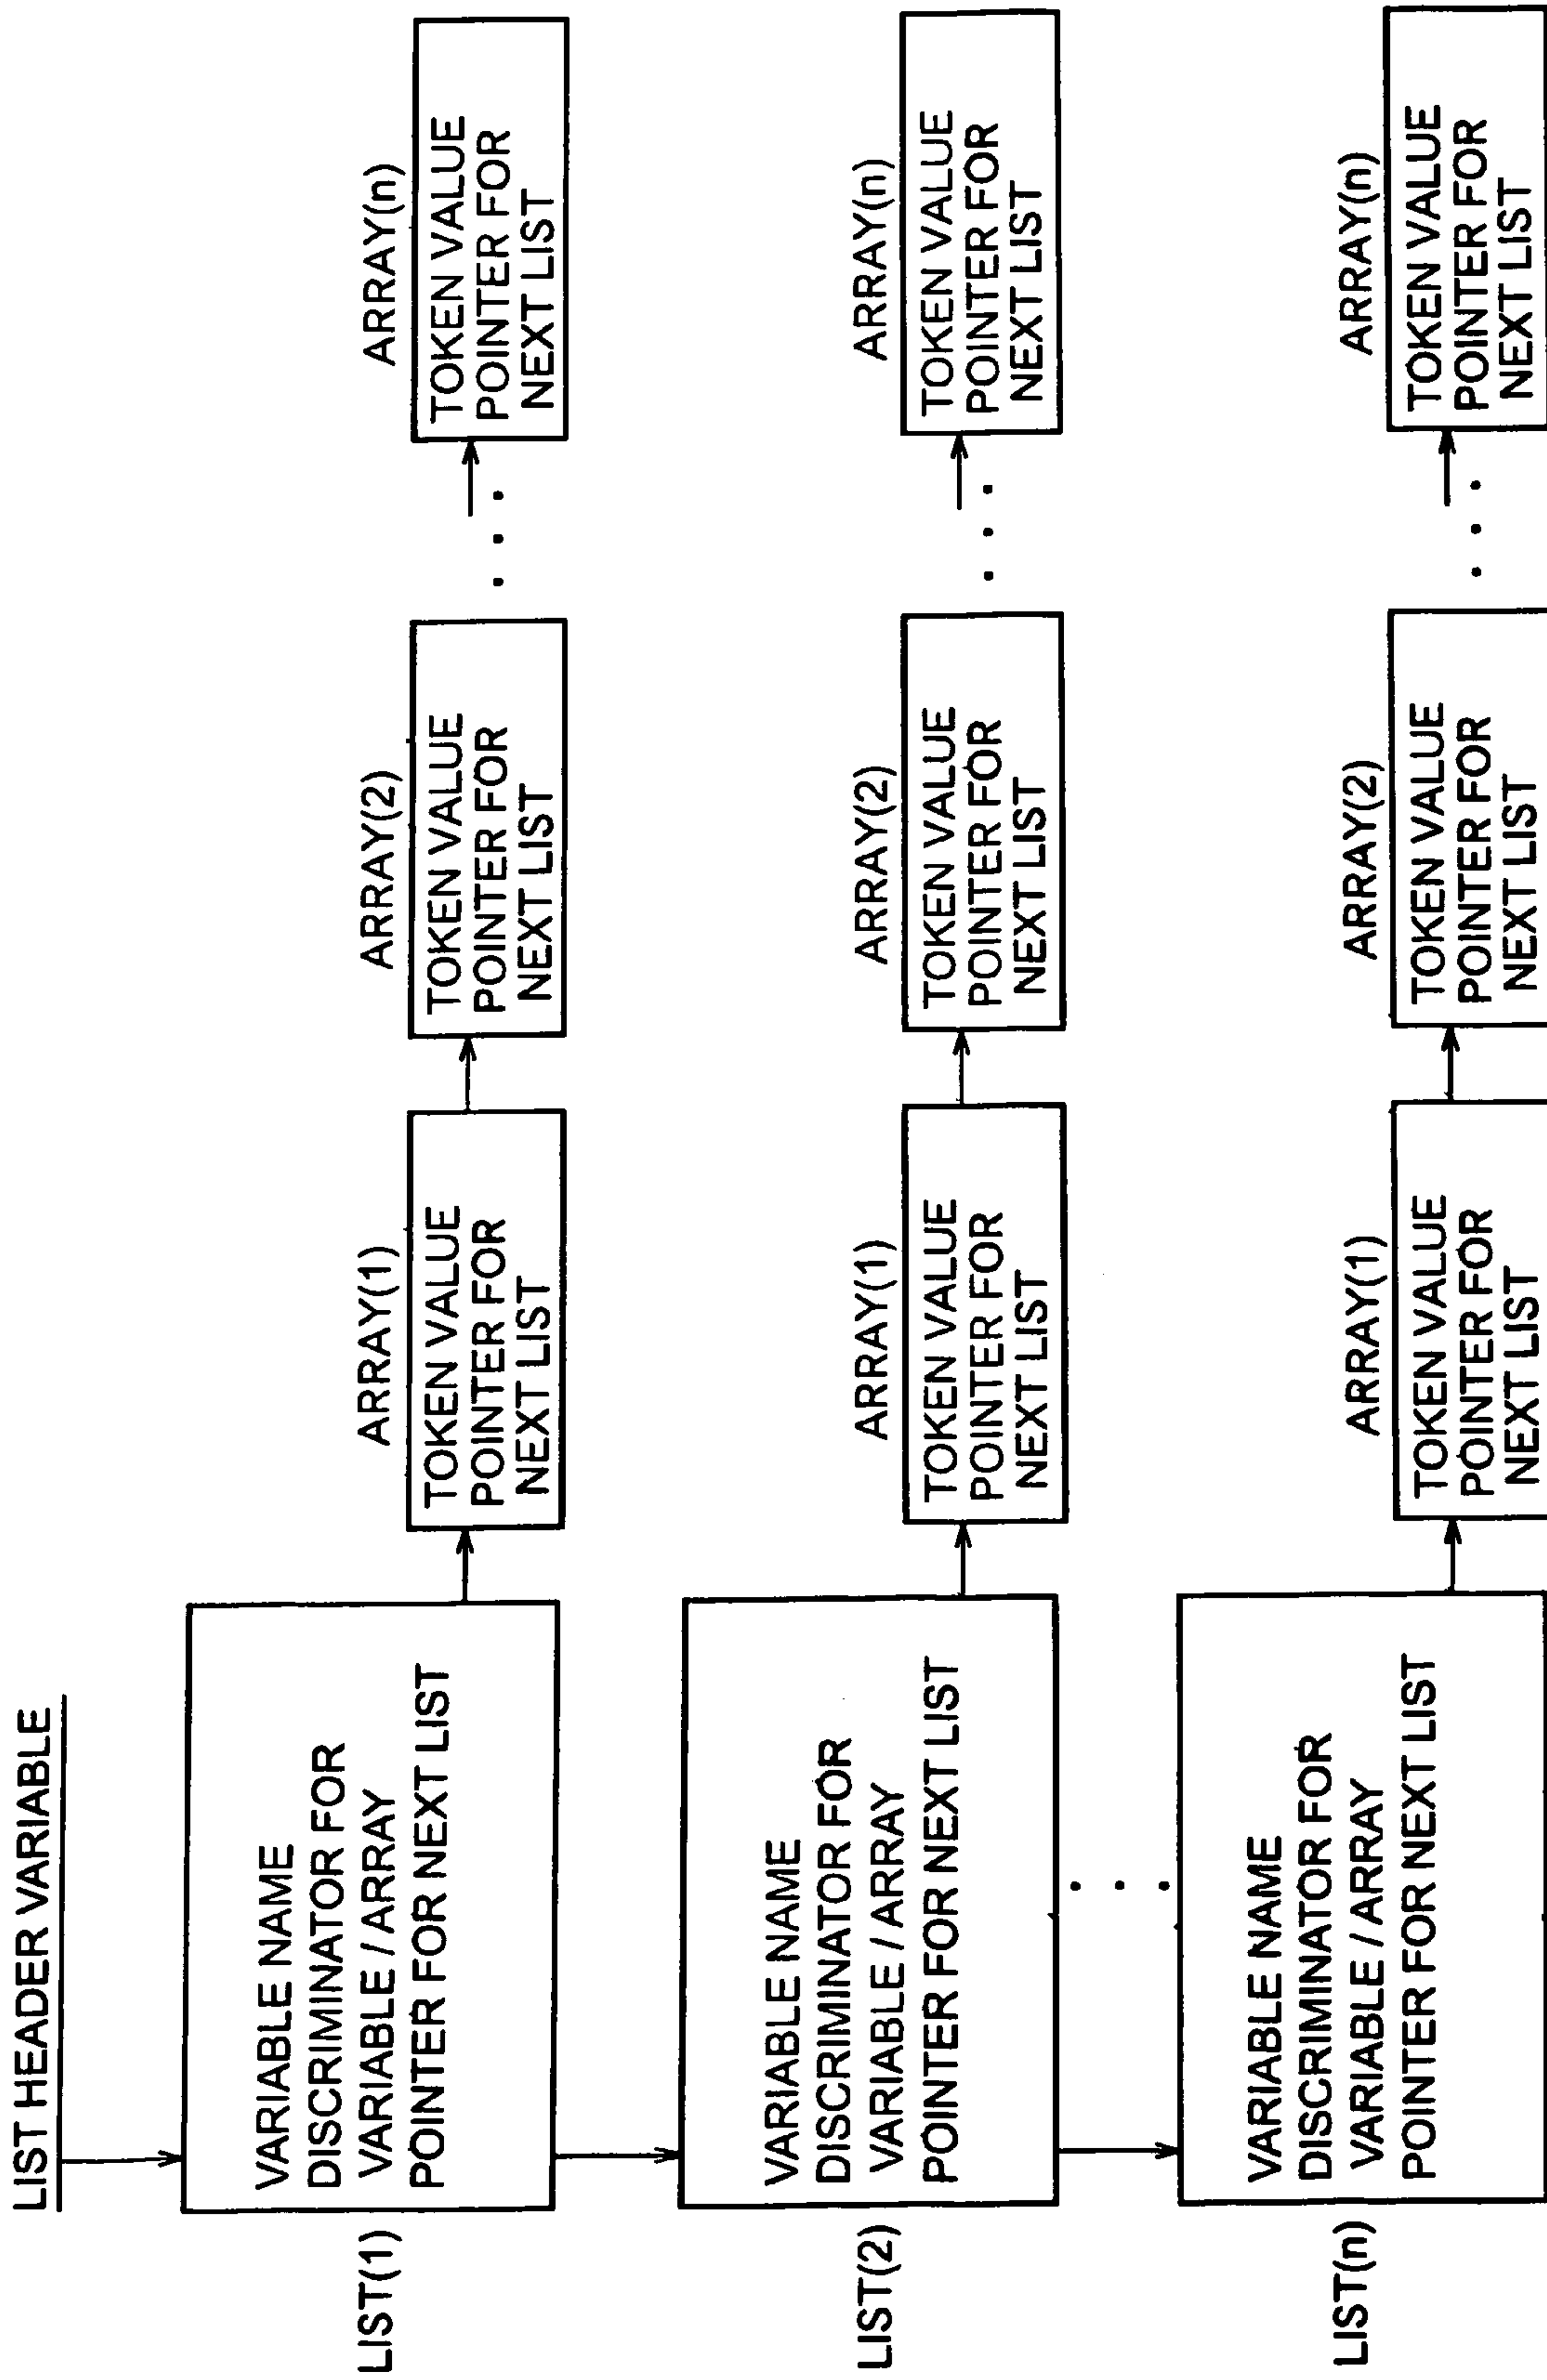 LIST HEADER VARIABLE
LIST(1)
VARIABLE NAME
DISCRIMINATOR FOR
VARIABLE / ARRAY
POINTER FOR NEXT LIST
ARRAY(1)
TOKEN VALUE
POINTER FOR
NEXT LIST
ARRAY(2)
TOKEN VALUE
POINTER FOR
NEXT LIST
. . .
ARRAY(n)
TOKEN VALUE
POINTER FOR
NEXT LIST
LIST(2)
VARIABLE NAME
DISCRIMINATOR FOR
VARIABLE / ARRAY
POINTER FOR NEXT LIST
ARRAY(1)
TOKEN VALUE
POINTER FOR
NEXT LIST
ARRAY(2)
TOKEN VALUE
POINTER FOR
NEXT LIST
. . .
ARRAY(n)
TOKEN VALUE
POINTER FOR
NEXT LIST
. . .
LIST(n)
VARIABLE NAME
DISCRIMINATOR FOR
VARIABLE / ARRAY
POINTER FOR NEXT LIST
ARRAY(1)
TOKEN VALUE
POINTER FOR
NEXT LIST
ARRAY(2)
TOKEN VALUE
POINTER FOR
NEXT LIST
. . .
ARRAY(n)
TOKEN VALUE
POINTER FOR
NEXT LIST